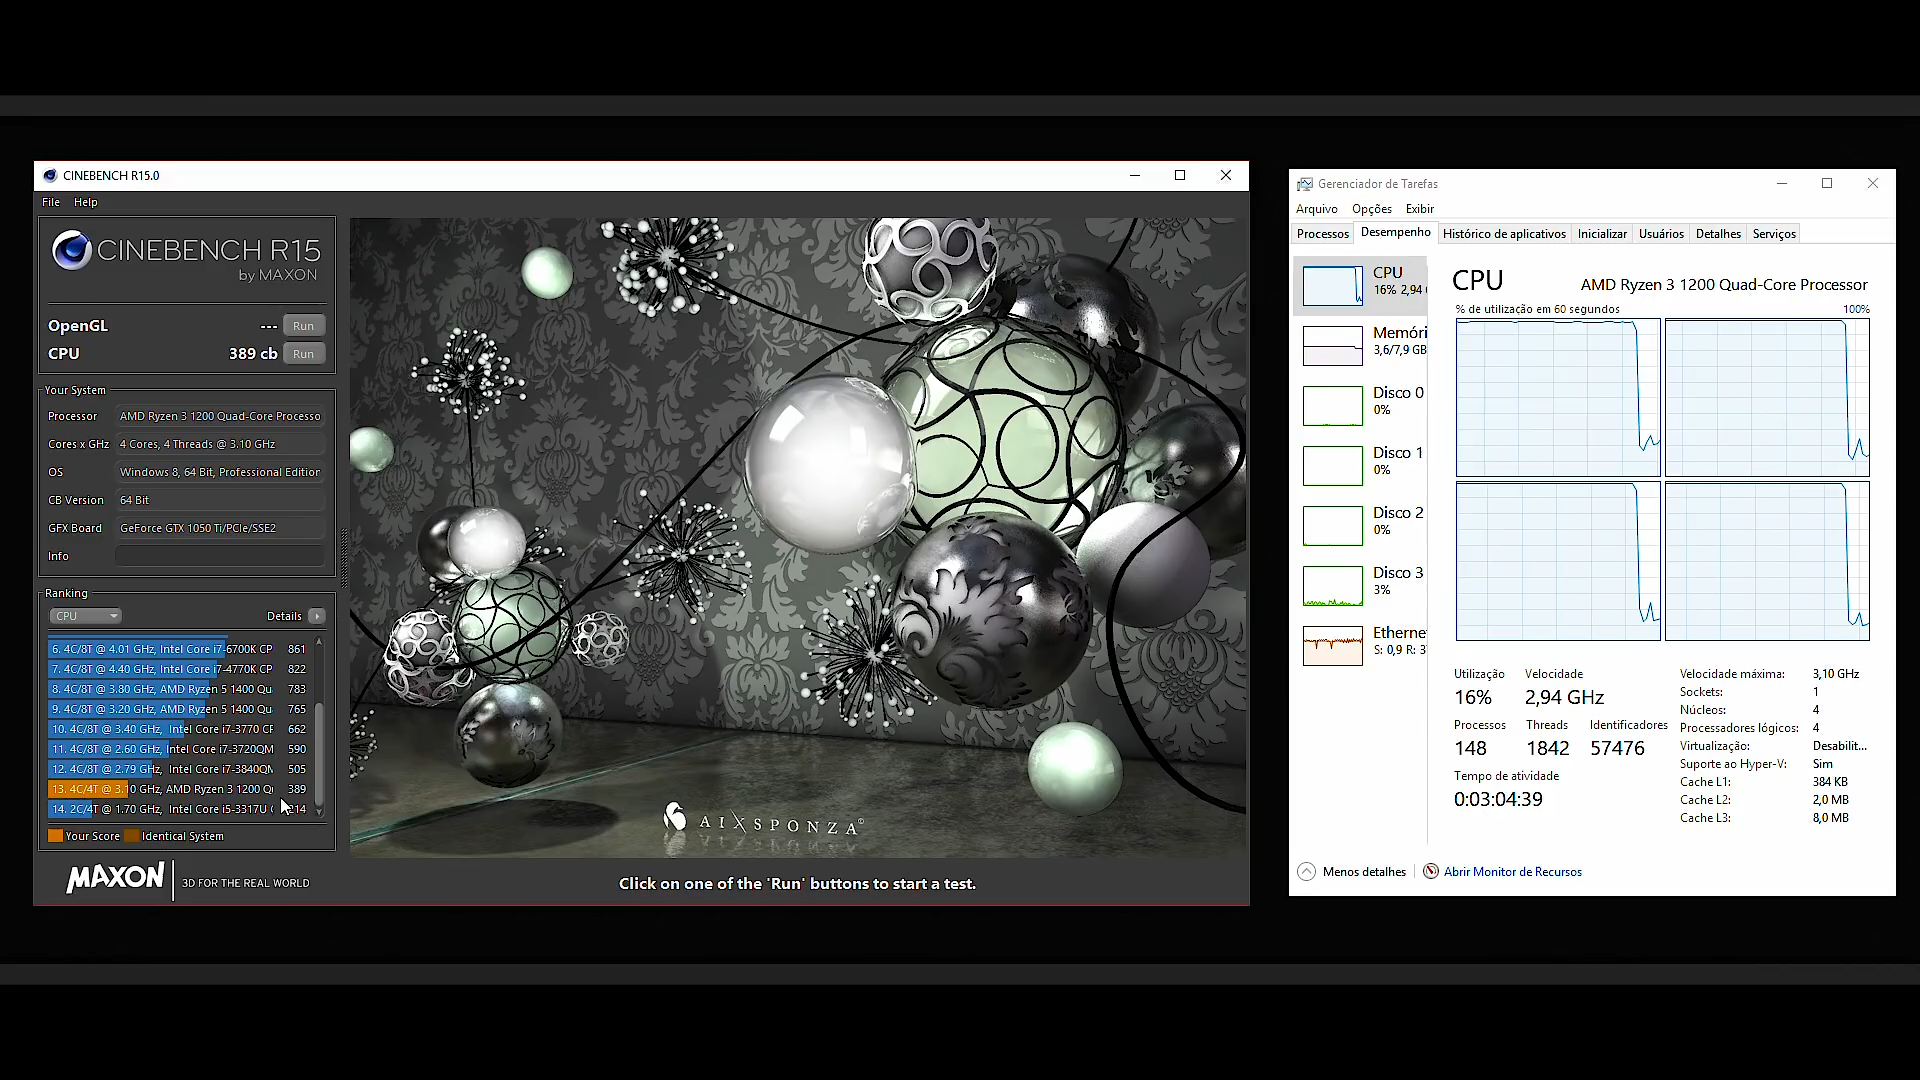 CINEBENCH R15.0
File Help
CINEBENCH R15
by MAXON
OpenGL --- Run
CPU 389 cb Run
Your System
Processor AMD Ryzen 3 1200 Quad-Core Processo
Cores x GHz 4 Cores, 4 Threads @ 3.10 GHz
OS Windows 8, 64 Bit, Professional Edition
CB Version 64 Bit
GFX Board GeForce GTX 1050 Ti/PCIe/SSE2
Info
Ranking
CPU Details
6. 4C/8T @ 4.01 GHz, Intel Core i7-6700K CP 861
7. 4C/8T @ 4.40 GHz, Intel Core i7-4770K CP 822
8. 4C/8T @ 3.80 GHz, AMD Ryzen 5 1400 Qu 783
9. 4C/8T @ 3.20 GHz, AMD Ryzen 5 1400 Qu 765
10. 4C/8T @ 3.40 GHz, Intel Core i7-3770 CF 662
11. 4C/8T @ 2.60 GHz, Intel Core i7-3720QM 590
12. 4C/8T @ 2.79 GHz, Intel Core i7-3840QM 505
13. 4C/4T @ 3.10 GHz, AMD Ryzen 3 1200 Q 389
14. 2C/4T @ 1.70 GHz, Intel Core i5-3317U 214
Your Score Identical System
MAXON 3D FOR THE REAL WORLD
AIXSPONZA®
Click on one of the 'Run' buttons to start a test.
Gerenciador de Tarefas
Arquivo Opções Exibir
Processos Desempenho Histórico de aplicativos Inicializar Usuários Detalhes Serviços
CPU
16% 2,94
Memóri
3,6/7,9 GB
Disco 0
0%
Disco 1
0%
Disco 2
0%
Disco 3
3%
Etherne
S: 0,9 R: 3
CPU AMD Ryzen 3 1200 Quad-Core Processor
% de utilização em 60 segundos 100%
Utilização Velocidade
16% 2,94 GHz
Processos Threads Identificadores
148 1842 57476
Tempo de atividade
0:03:04:39
Velocidade máxima: 3,10 GHz
Sockets: 1
Núcleos: 4
Processadores lógicos: 4
Virtualização: Desabilit...
Suporte ao Hyper-V: Sim
Cache L1: 384 KB
Cache L2: 2,0 MB
Cache L3: 8,0 MB
Menos detalhes Abrir Monitor de Recursos